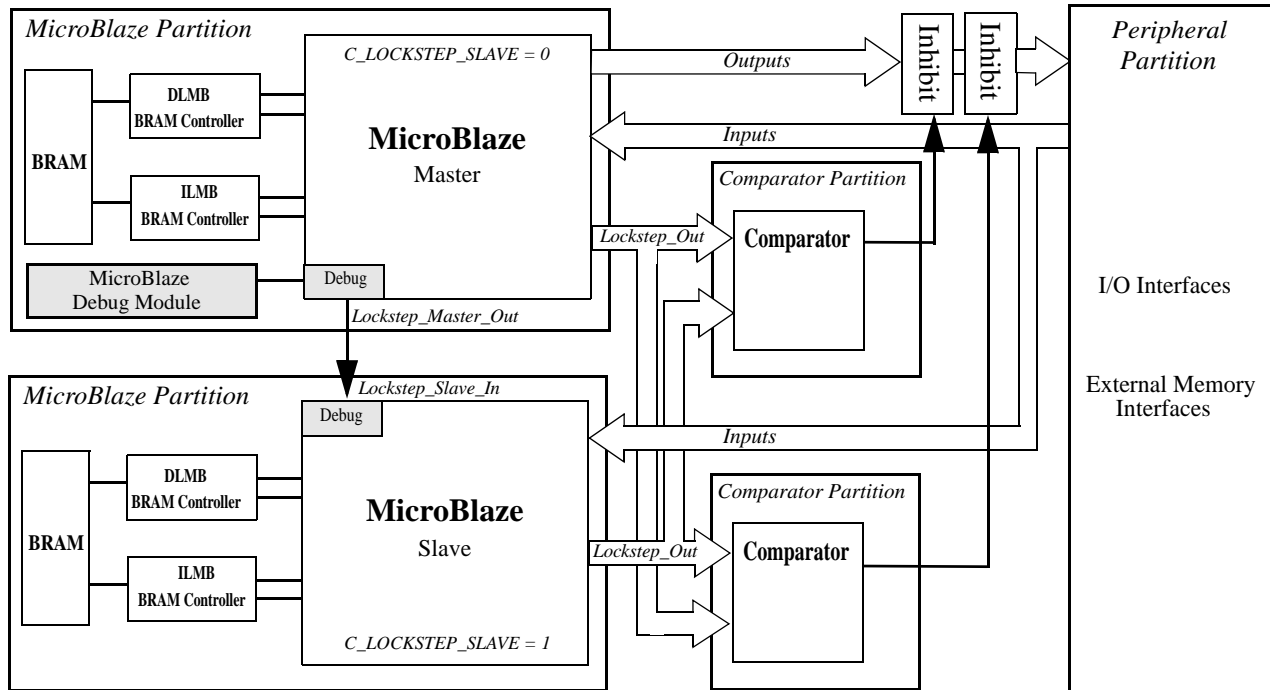 MicroBlaze Partition
C_LOCKSTEP_SLAVE = 0
MicroBlaze
Master
BRAM
DLMB
BRAM Controller
ILMB
BRAM Controller
MicroBlaze
Debug Module
Debug
Outputs
Inhibit
Inhibit
Inputs
Lockstep_Out
Comparator Partition
Comparator
Peripheral
Partition
I/O Interfaces
External Memory
Interfaces
Lockstep_Master_Out
Lockstep_Slave_In
MicroBlaze Partition
Debug
MicroBlaze
Slave
C_LOCKSTEP_SLAVE = 1
BRAM
DLMB
BRAM Controller
ILMB
BRAM Controller
Inputs
Lockstep_Out
Comparator Partition
Comparator